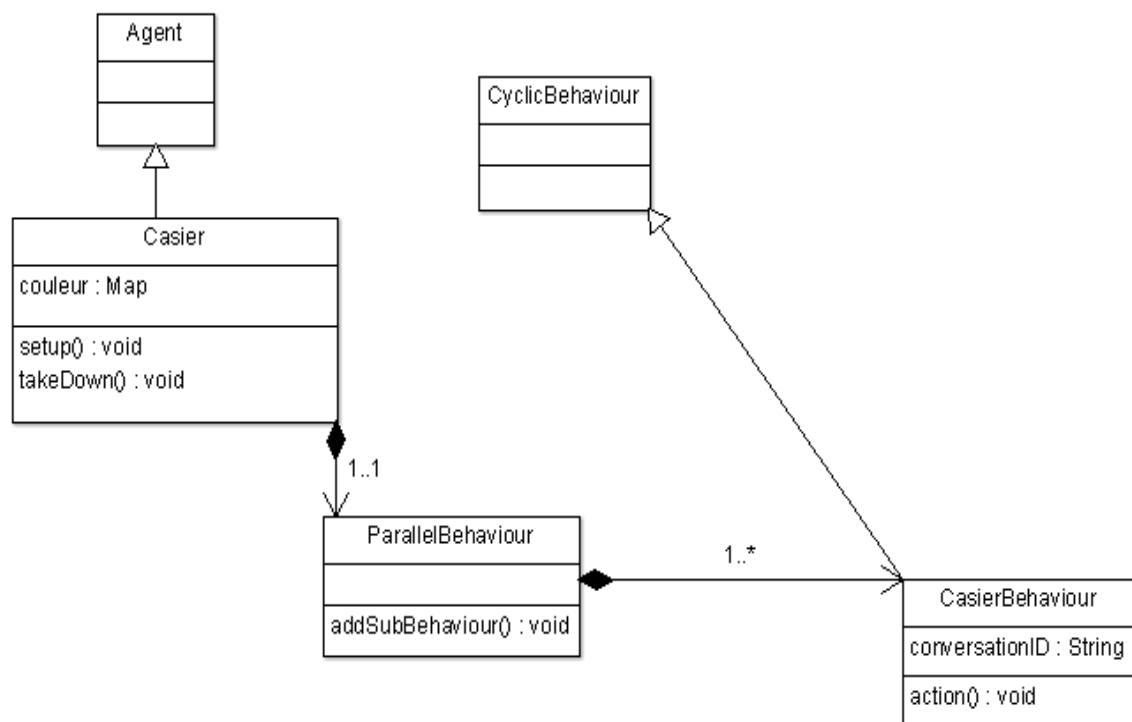 Agent
CyclicBehaviour
Casier
couleur : Map
setup() : void
takeDown() : void
1..1
ParallelBehaviour
addSubBehaviour() : void
1..*
CasierBehaviour
conversationID : String
action() : void